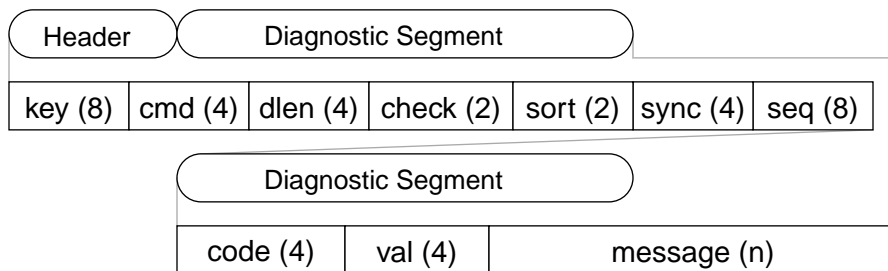 Header Diagnostic Segment
key (8) cmd (4) dlen (4) check (2) sort (2) sync (4) seq (8)
Diagnostic Segment
code (4) val (4) message (n)